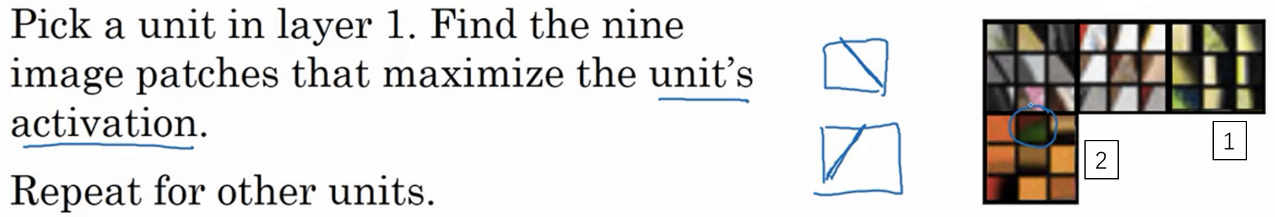 Pick a unit in layer 1. Find the nine
image patches that maximize the unit's
activation.
Repeat for other units.
1
2